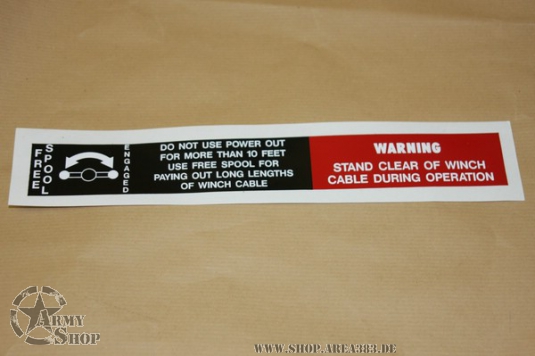 FREE
SPOOL
ENGAGED
DO NOT USE POWER OUT
FOR MORE THAN 10 FEET
USE FREE SPOOL FOR
PAYING OUT LONG LENGTHS
OF WINCH CABLE
WARNING
STAND CLEAR OF WINCH
CABLE DURING OPERATION
ARMY
SHOP
WWW.SHOP.AREA383.DE